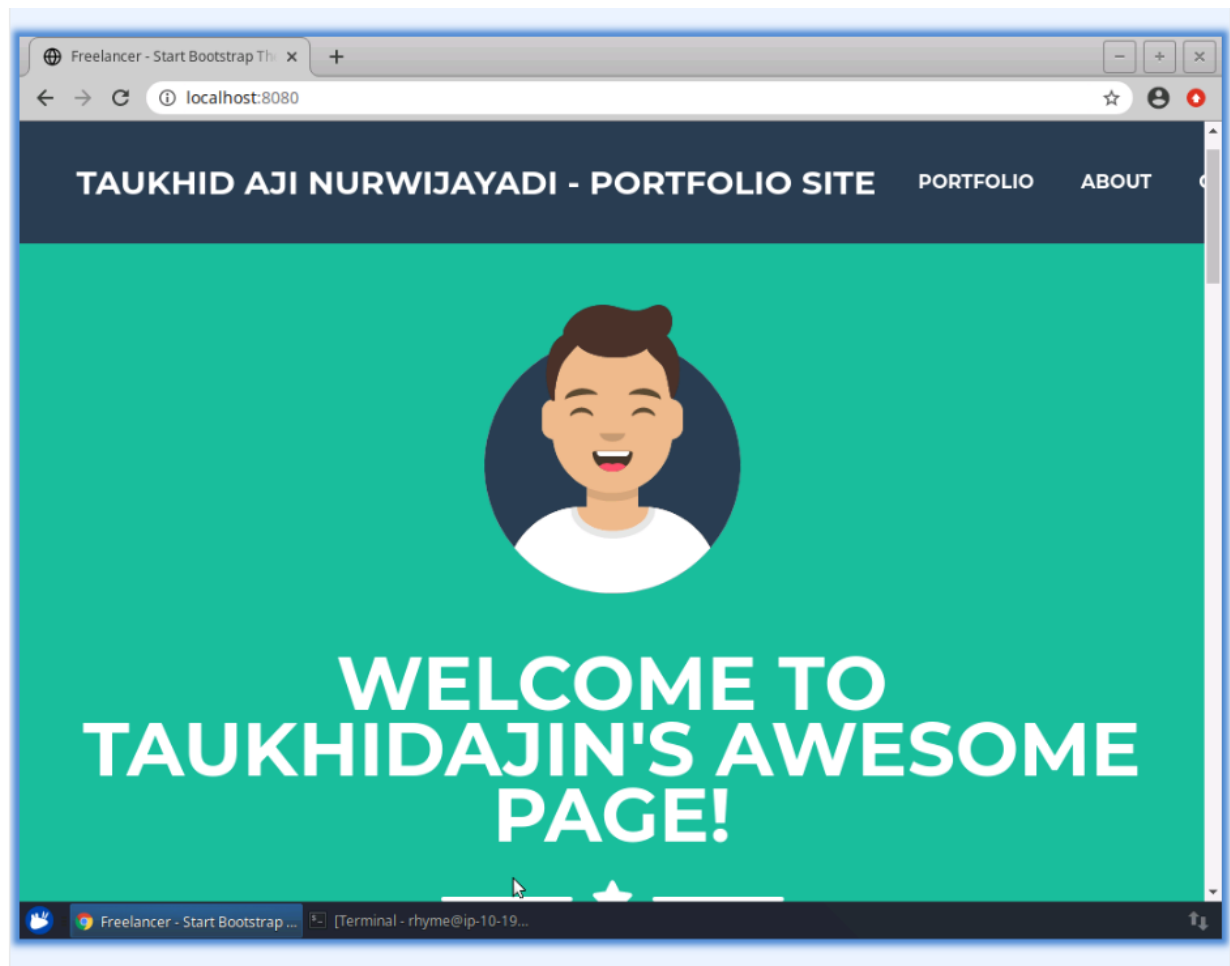 Freelancer - Start Bootstrap Th
localhost:8080
TAUKHID AJI NURWIJAYADI - PORTFOLIO SITE PORTFOLIO ABOUT
WELCOME TO
TAUKHIDAJIN'S AWESOME
PAGE!
Freelancer - Start Bootstrap ... [Terminal - rhyme@ip-10-19...